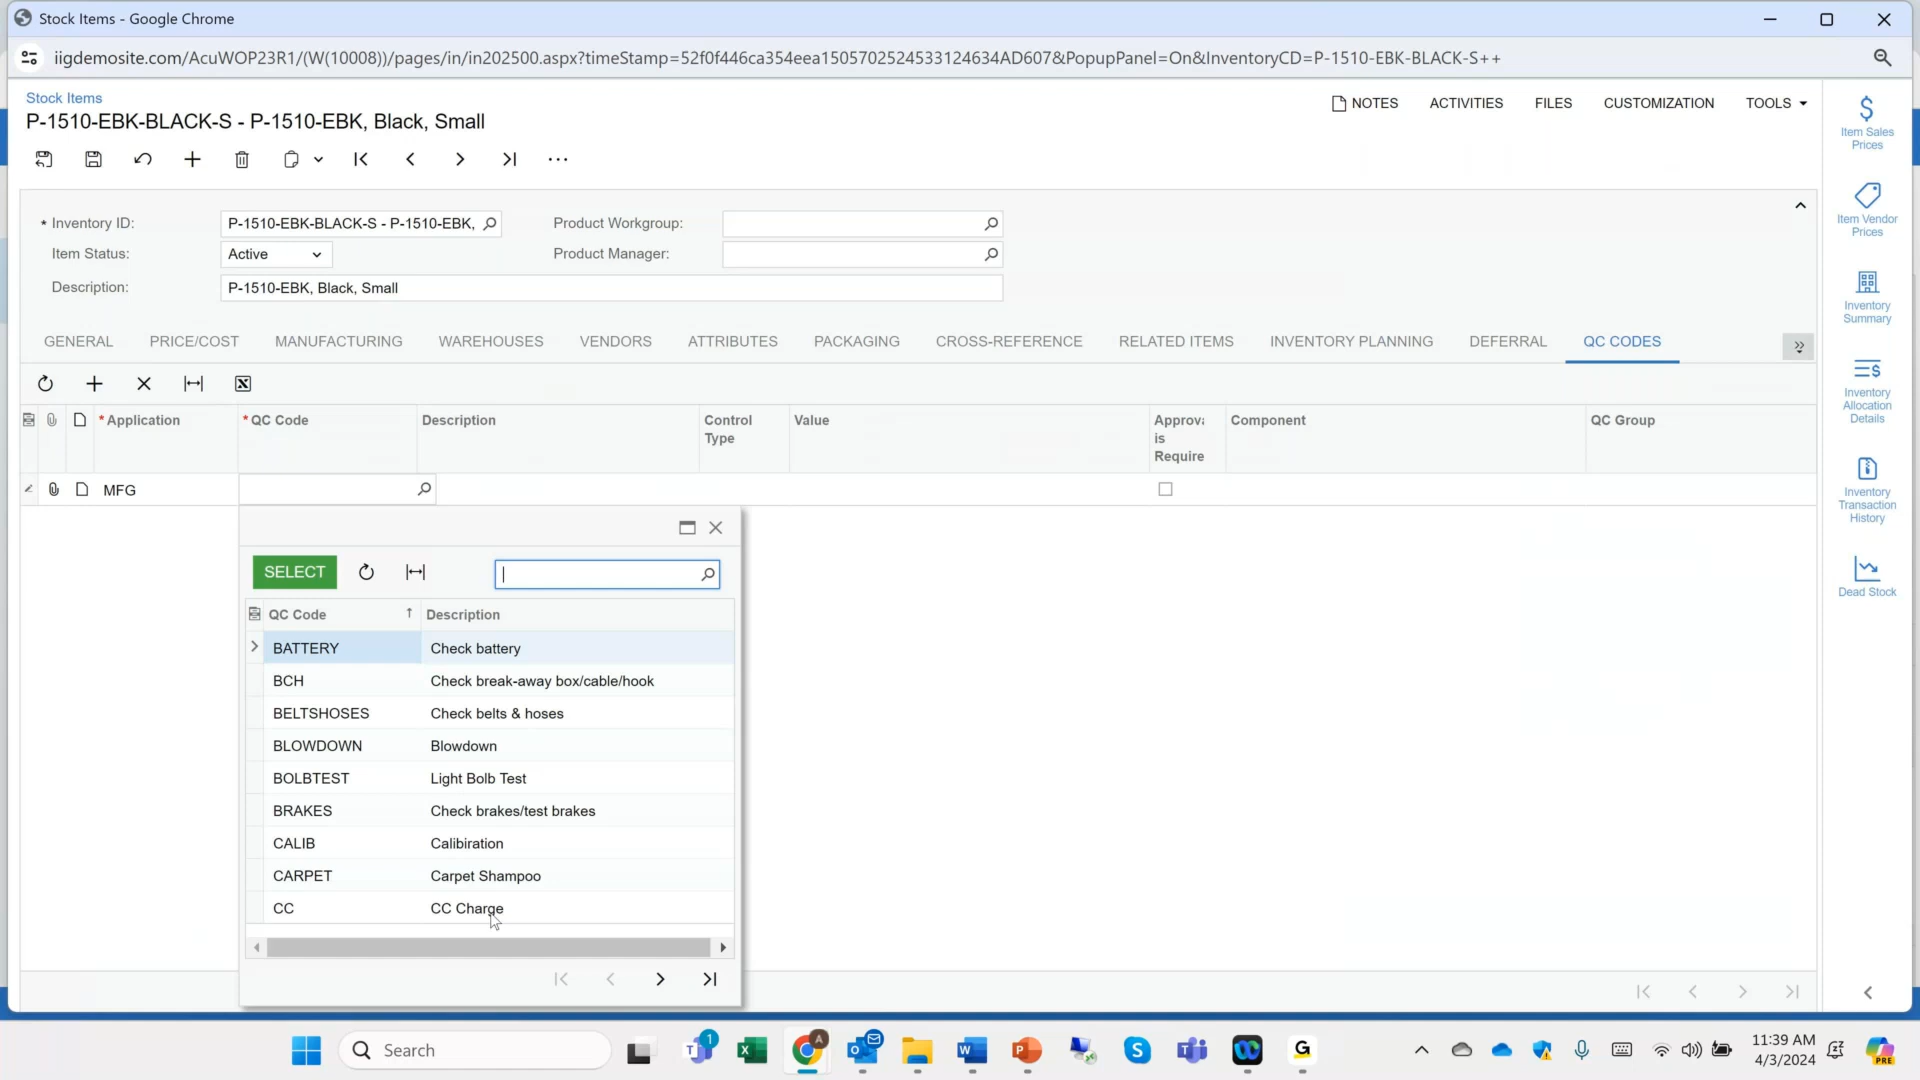 Stock Items - Google Chrome
iigdemosite.com/AcuWOP23R1/(W(10008))/pages/in/in202500.aspx?timeStamp=52f0f446ca354eea1505702524533124634AD607&PopupPanel=On&InventoryCD=P-1510-EBK-BLACK-S++
Stock Items
P-1510-EBK-BLACK-S - P-1510-EBK, Black, Small
NOTES ACTIVITIES FILES CUSTOMIZATION TOOLS
* Inventory ID: P-1510-EBK-BLACK-S - P-1510-EBK, Product Workgroup:
Item Status: Active Product Manager:
Description: P-1510-EBK, Black, Small
GENERAL PRICE/COST MANUFACTURING WAREHOUSES VENDORS ATTRIBUTES PACKAGING CROSS-REFERENCE RELATED ITEMS INVENTORY PLANNING DEFERRAL QC CODES
* Application * QC Code Description Control Type Value Approva is Require Component QC Group
MFG
SELECT
QC Code Description
BATTERY Check battery
BCH Check break-away box/cable/hook
BELTSHOSES Check belts & hoses
BLOWDOWN Blowdown
BOLBTEST Light Bolb Test
BRAKES Check brakes/test brakes
CALIB Calibiration
CARPET Carpet Shampoo
CC CC Charge
Item Sales
Prices
Item Vendor
Prices
Inventory
Summary
Inventory
Allocation
Details
Inventory
Transaction
History
Dead Stock
Search
1
A
11:39 AM
4/3/2024
PRE